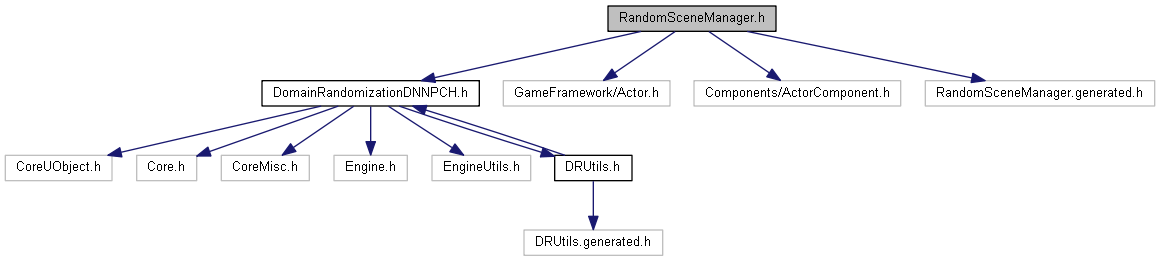 RandomSceneManager.h
DomainRandomizationDNNPCH.h
GameFramework/Actor.h
Components/ActorComponent.h
RandomSceneManager.generated.h
CoreUObject.h
Core.h
CoreMisc.h
Engine.h
EngineUtils.h
DRUtils.h
DRUtils.generated.h